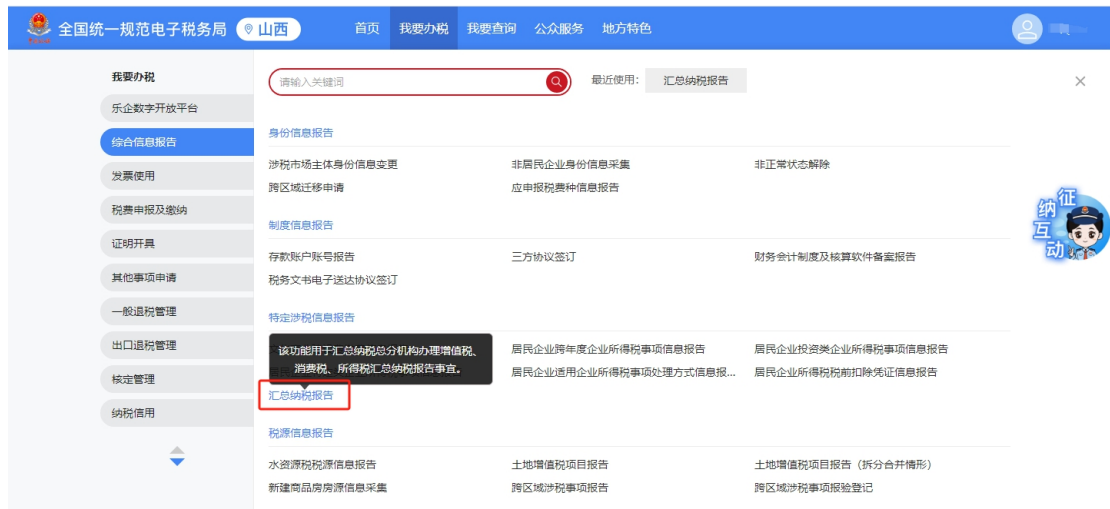 全国统一规范电子税务局 山西 首页 我要办税 我要查询 公众服务 地方特色
我要办税
乐企数字开放平台
综合信息报告
发票使用
税费申报及缴纳
证明开具
其他事项申请
一般退税管理
出口退税管理
核定管理
纳税信用
请输入关键词 最近使用： 汇总纳税报告
身份信息报告
涉税市场主体身份信息变更 非居民企业身份信息采集 非正常状态解除
跨区域迁移申请 应申报税费种信息报告
制度信息报告
存款账户账号报告 三方协议签订 财务会计制度及核算软件备案报告
税务文书电子送达协议签订
特定涉税信息报告
该功能用于汇总纳税总分机构办理增值税、
消费税、所得税汇总纳税报告事宜。
居民企业跨年度企业所得税事项信息报告 居民企业投资类企业所得税事项信息报告
居民企业适用企业所得税事项处理方式信息报... 居民企业所得税税前扣除凭证信息报告
汇总纳税报告
税源信息报告
水资源税税源信息报告 土地增值税项目报告 土地增值税项目报告（拆分合并情形）
新建商品房房源信息采集 跨区域涉税事项报告 跨区域涉税事项报验登记
征纳互动